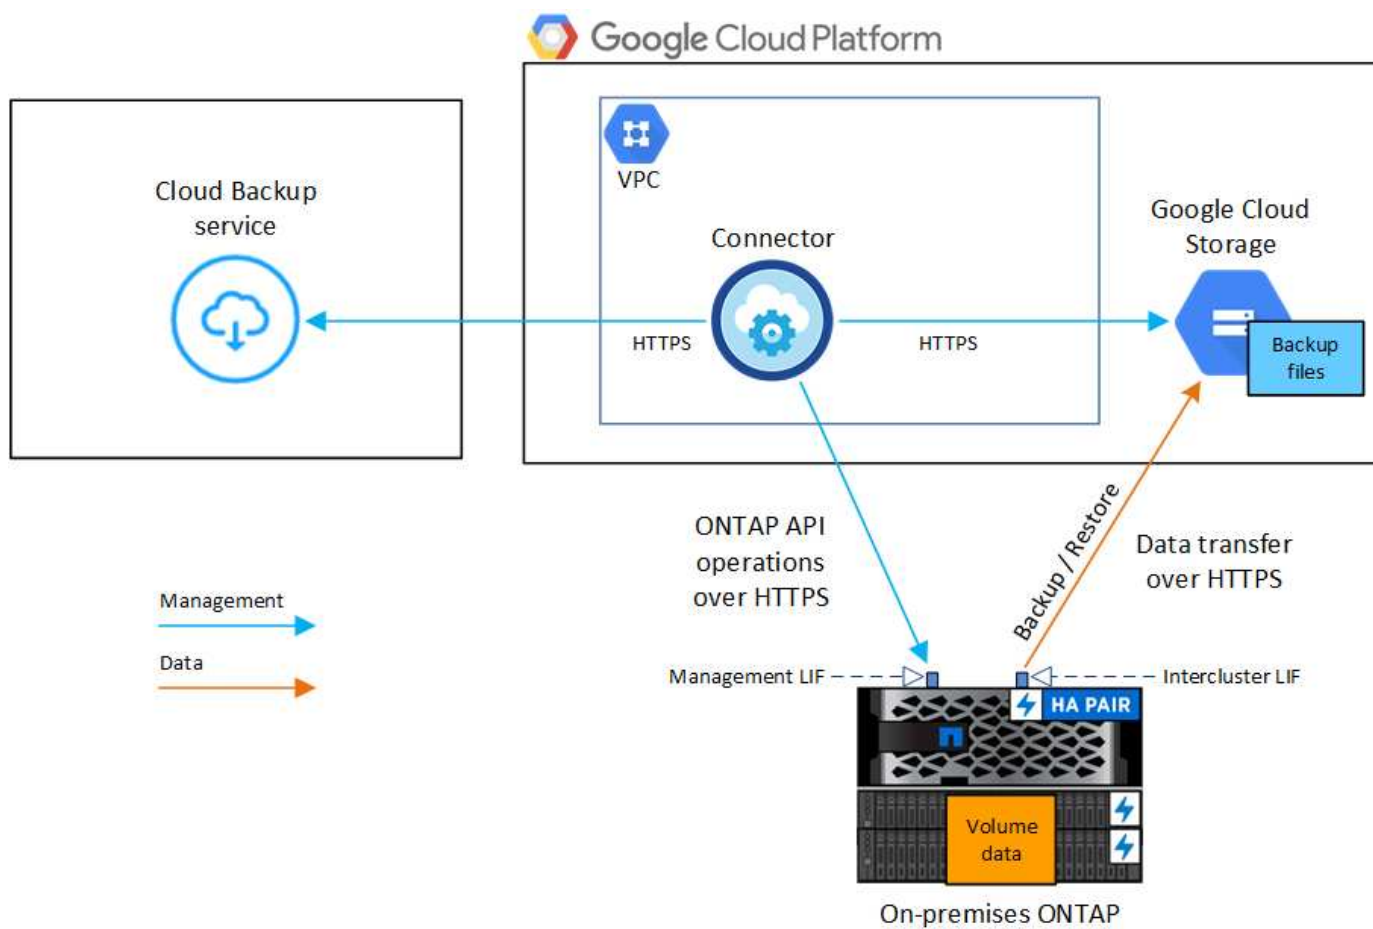 Google Cloud Platform
VPC
Cloud Backup
service
Connector
Google Cloud
Storage
HTTPS
HTTPS
Backup
files
ONTAP API
operations
over HTTPS
Backup / Restore
Data transfer
over HTTPS
Management
Data
Management LIF
Intercluster LIF
HA PAIR
Volume
data
On-premises ONTAP